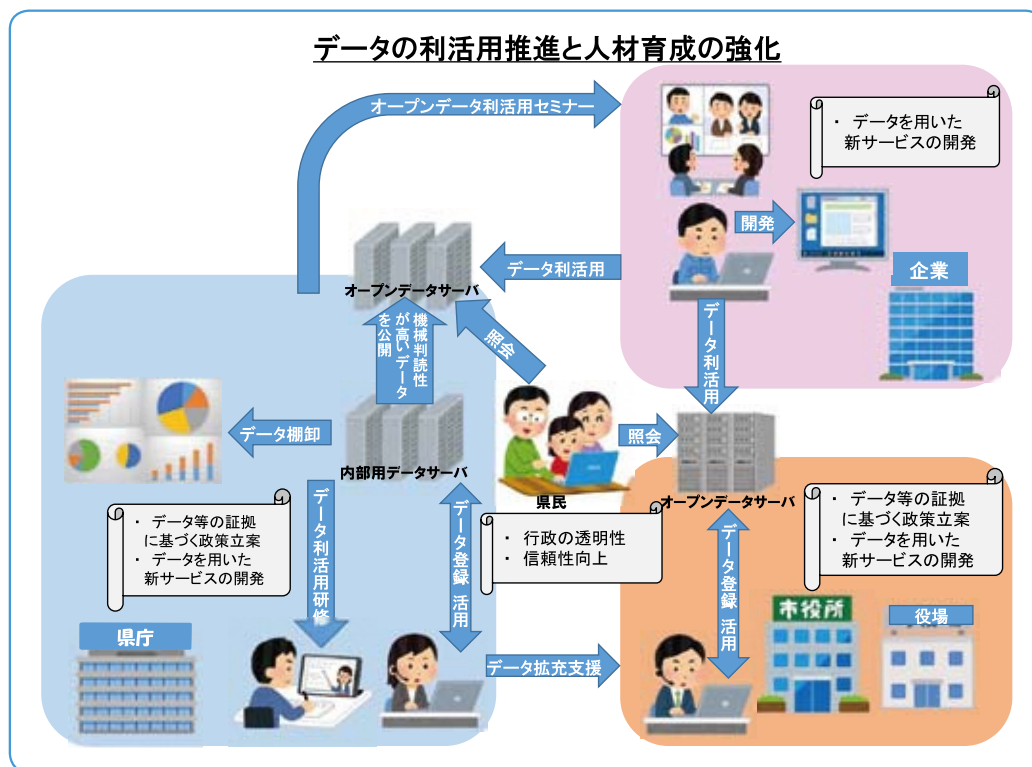 データの利活用推進と人材育成の強化
オープンデータ利活用セミナー
・ データを用いた
新サービスの開発
開発
企業
データ利活用
オープンデータサーバ
機械判読性
が高いデータ
を公開
照会
データ利活用
データ棚卸
内部用データサーバ
照会
県民
オープンデータサーバ
・ データ等の証拠
に基づく政策立案
・ データを用いた
新サービスの開発
データ利活用研修
データ登録 活用
・ 行政の透明性
・ 信頼性向上
データ登録 活用
・ データ等の証拠
に基づく政策立案
・ データを用いた
新サービスの開発
県庁
市役所
役場
データ拡充支援